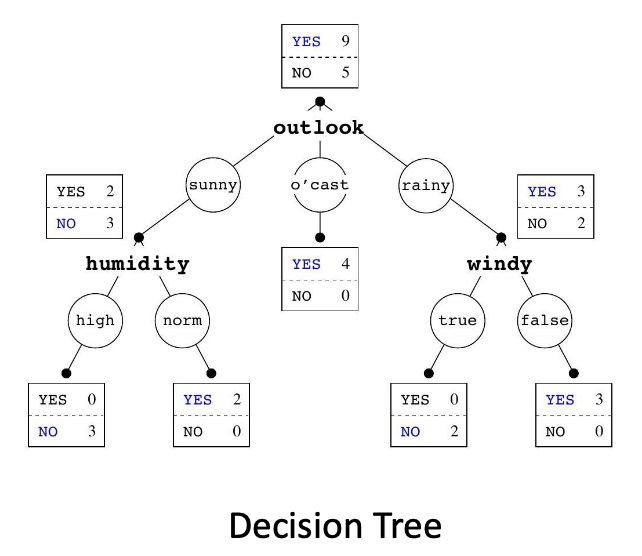 YES 9
NO 5
outlook
sunny
o'cast
rainy
YES 2
NO 3
YES 3
NO 2
humidity
YES 4
NO 0
windy
high
norm
true
false
YES 0
NO 3
YES 2
NO 0
YES 0
NO 2
YES 3
NO 0
Decision Tree